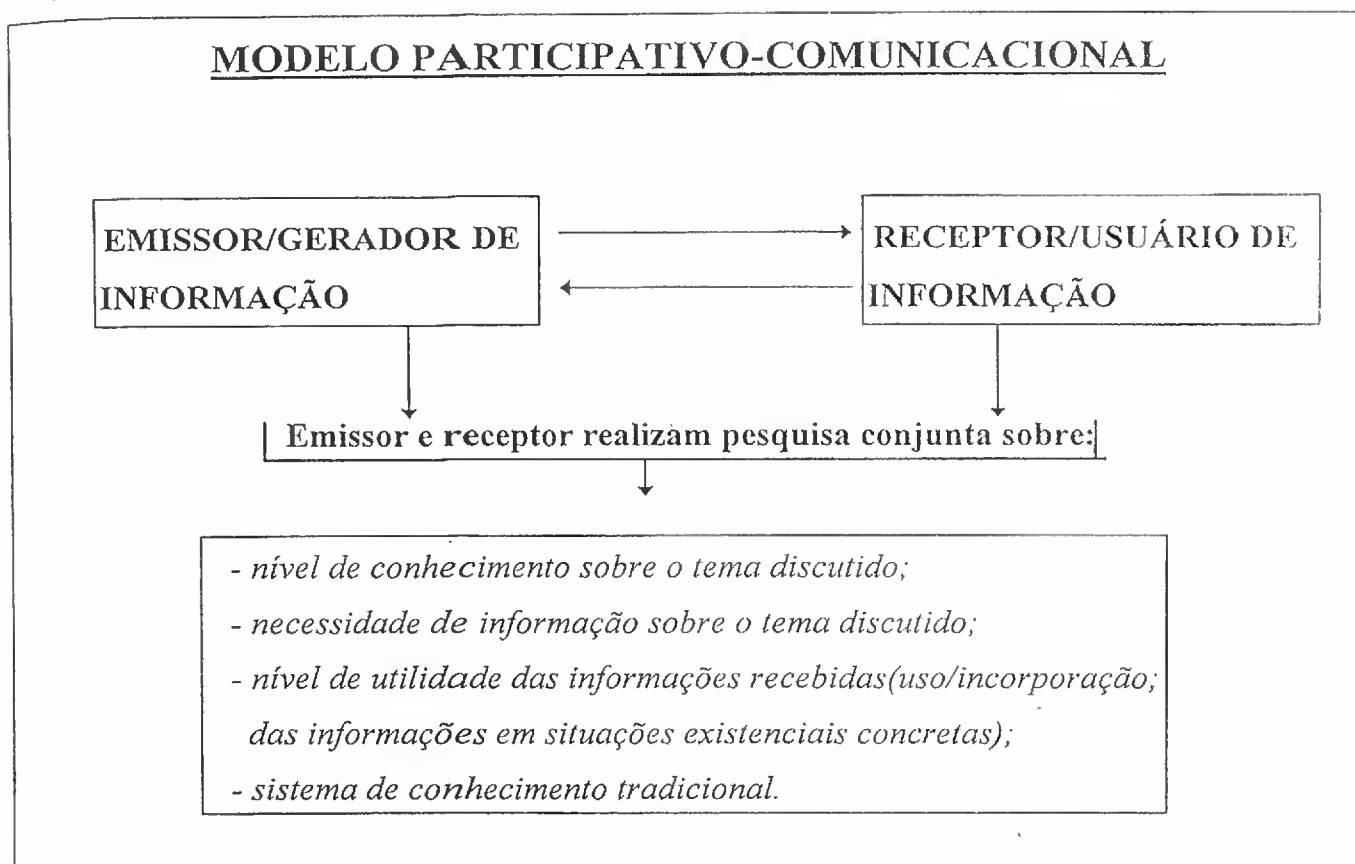 MODELO PARTICIPATIVO-COMUNICACIONAL
EMISSOR/GERADOR DE
INFORMAÇÃO
RECEPTOR/USUÁRIO DE
INFORMAÇÃO
Emissor e receptor realizam pesquisa conjunta sobre:
- nível de conhecimento sobre o tema discutido;
- necessidade de informação sobre o tema discutido;
- nível de utilidade das informações recebidas(uso/incorporação;
das informações em situações existenciais concretas);
- sistema de conhecimento tradicional.